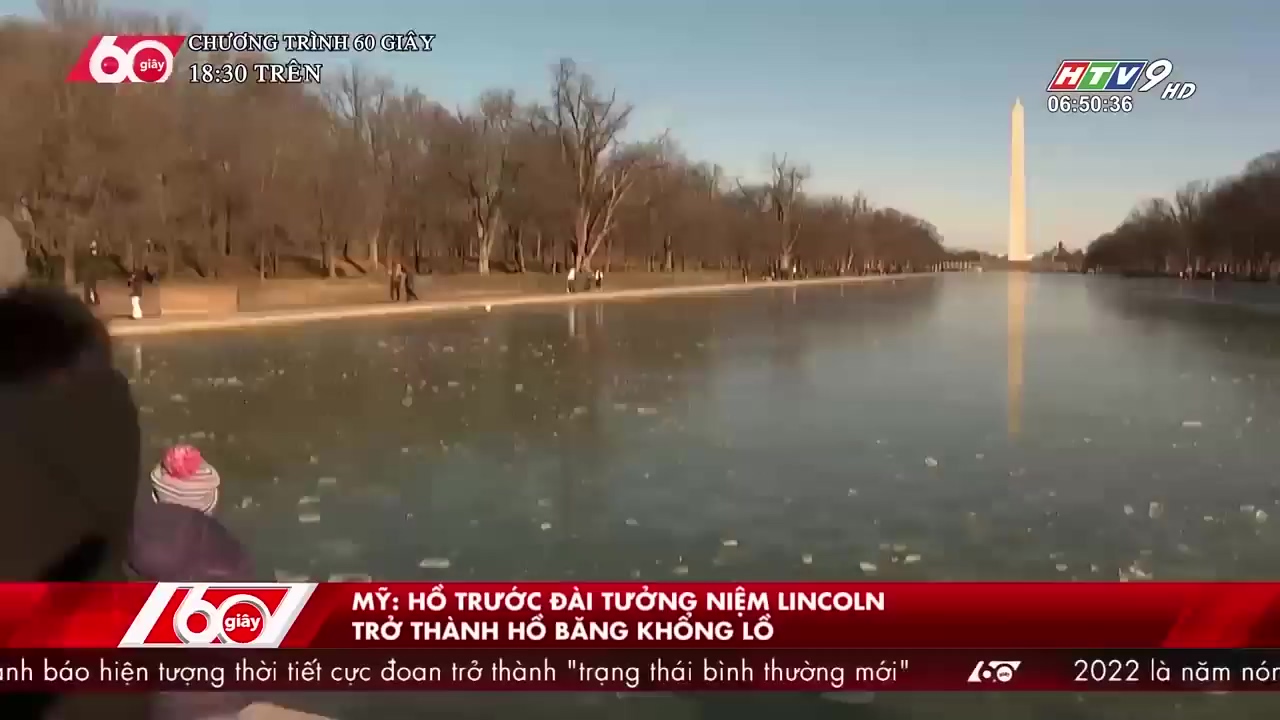 60 giây
CHƯƠNG TRÌNH 60 GIÂY
18:30 TRÊN
HTV9 HD
06:50:36
60 giây
MỸ: HỒ TRƯỚC ĐÀI TƯỞNG NIỆM LINCOLN
TRỞ THÀNH HỒ BĂNG KHỔNG LỒ
báo hiện tượng thời tiết cực đoan trở thành "trạng thái bình thường mới" 60 2022 là năm